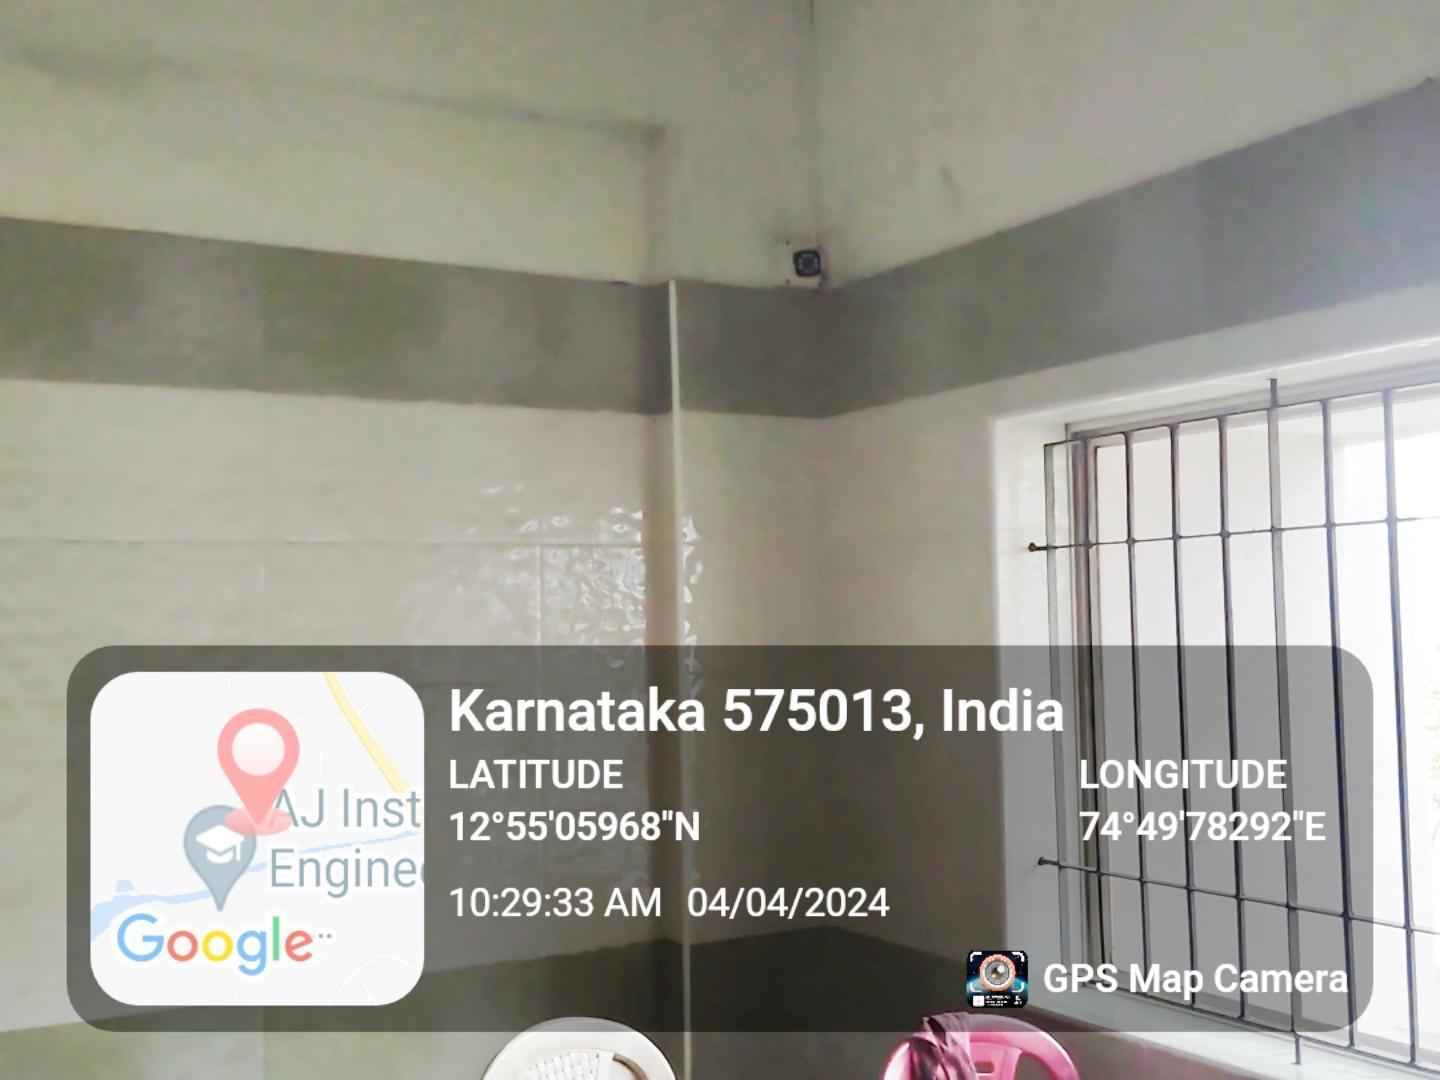 Karnataka 575013, India
LATITUDE
LONGITUDE
12°55'05968"N
74°49'78292"E
10:29:33 AM 04/04/2024
AJ Inst
Enginee
Google
GPS Map Camera